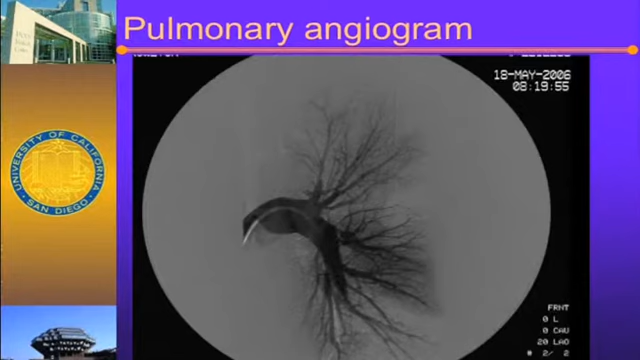 Pulmonary angiogram
18-MAY-2006
08:19:55
UNIVERSITY OF CALIFORNIA
SAN DIEGO
FRNT
0 L
0 CAU
20 LAO